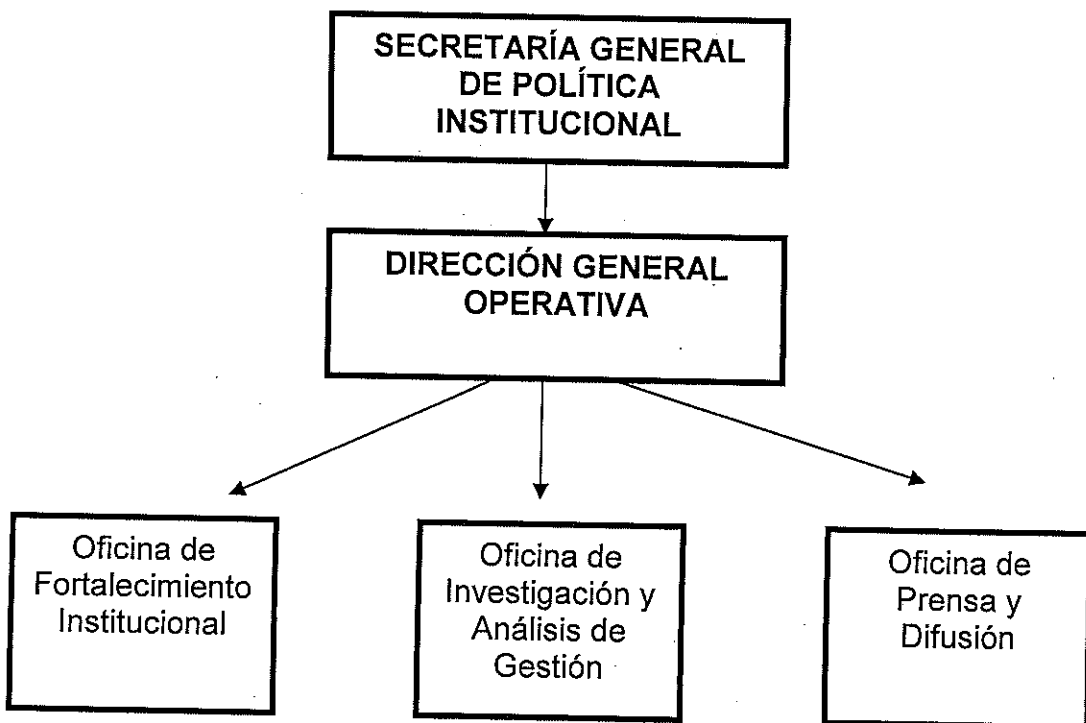 SECRETARÍA GENERAL
DE POLÍTICA
INSTITUCIONAL
DIRECCIÓN GENERAL
OPERATIVA
Oficina de
Fortalecimiento
Institucional
Oficina de
Investigación y
Análisis de
Gestión
Oficina de
Prensa y
Difusión